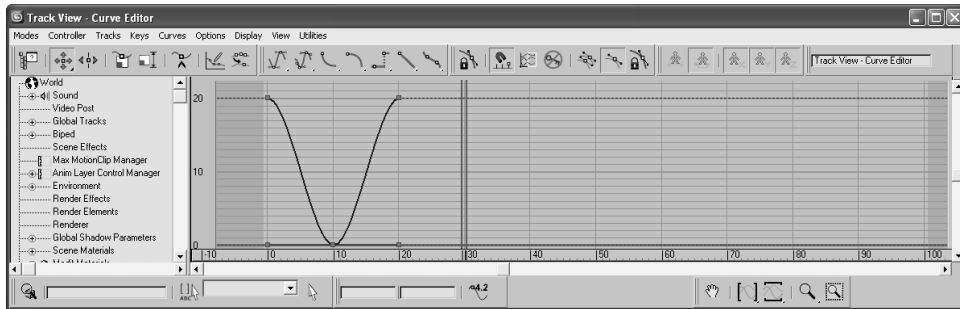 Track View - Curve Editor
Modes Controller Tracks Keys Curves Options Display View Utilities
Track View - Curve Editor
World
Sound
Video Post
Global Tracks
Biped
Scene Effects
Max MotionClip Manager
Anim Layer Control Manager
Environment
Render Effects
Render Elements
Renderer
Global Shadow Parameters
Scene Materials
20
10
0
-10 0 10 20 30 40 50 60 70 80 90 100
ABC
4.2